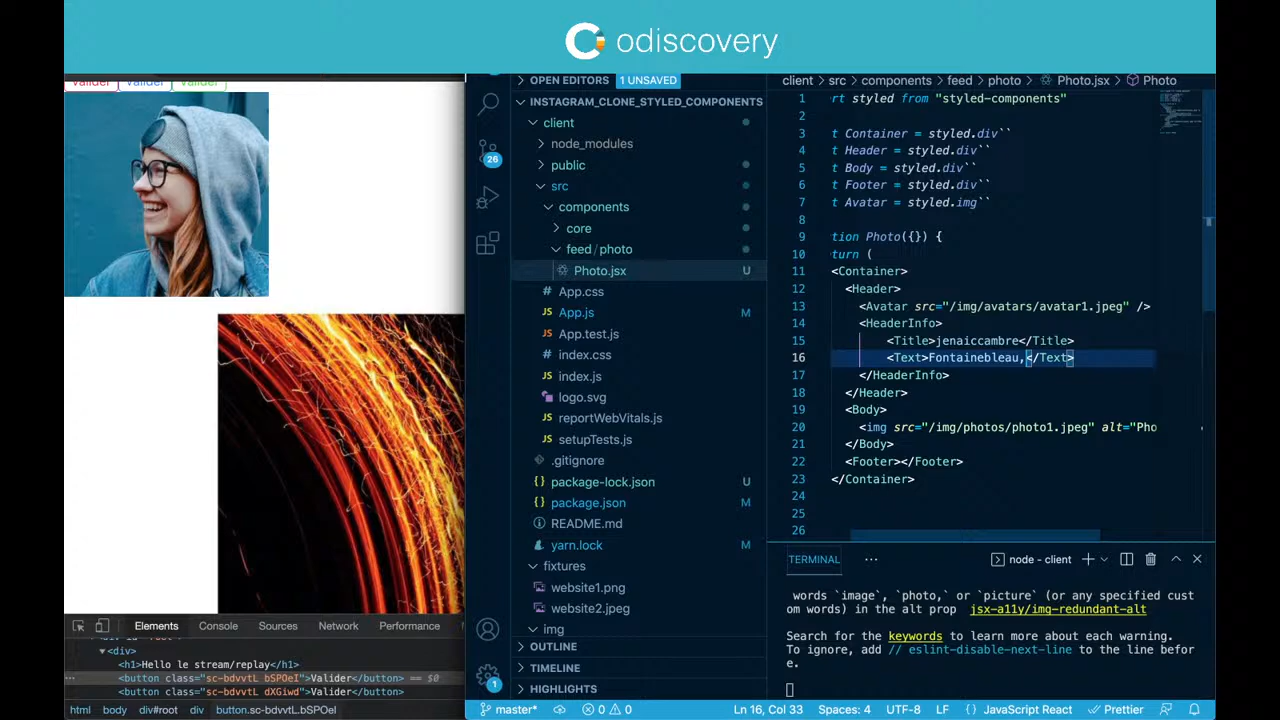 odiscovery
Valider Valider Valider
OPEN EDITORS 1 UNSAVED
INSTAGRAM_CLONE_STYLED_COMPONENTS
client
node_modules
public
src
components
core
feed/photo
Photo.jsx U
# App.css
JS App.js M
JS App.test.js
# index.css
JS index.js
logo.svg
JS reportWebVitals.js
JS setupTests.js
.gitignore
{} package-lock.json U
{} package.json M
README.md
yarn.lock M
fixtures
website1.png
website2.jpeg
img
OUTLINE
TIMELINE
HIGHLIGHTS
26
1
client > src > components > feed > photo > Photo.jsx > Photo
1 rt styled from "styled-components"
2
3 t Container = styled.div``
4 t Header = styled.div``
5 t Body = styled.div``
6 t Footer = styled.div``
7 t Avatar = styled.img``
8
9 tion Photo({}) {
10 turn (
11 <Container>
12 <Header>
13 <Avatar src="/img/avatars/avatar1.jpeg" />
14 <HeaderInfo>
15 <Title>jenaiccambre</Title>
16 <Text>Fontainebleau,</Text>
17 </HeaderInfo>
18 </Header>
19 <Body>
20 <img src="/img/photos/photo1.jpeg" alt="Pho
21 </Body>
22 <Footer></Footer>
23 </Container>
24
25
26
TERMINAL ··· node - client
words `image`, `photo,` or `picture` (or any specified cust
om words) in the alt prop jsx-a11y/img-redundant-alt
Search for the keywords to learn more about each warning.
To ignore, add // eslint-disable-next-line to the line befor
e.
Elements Console Sources Network Performance
<div>
<h1>Hello le stream/replay</h1>
<button class="sc-bdvvtL bSPOeI">Valider</button> == $0
<button class="sc-bdvvtL dXGiwd">Valider</button>
html body div#root div button.sc-bdvvtL.bSPOeI
master* 0 0 Ln 16, Col 33 Spaces: 4 UTF-8 LF {} JavaScript React Prettier